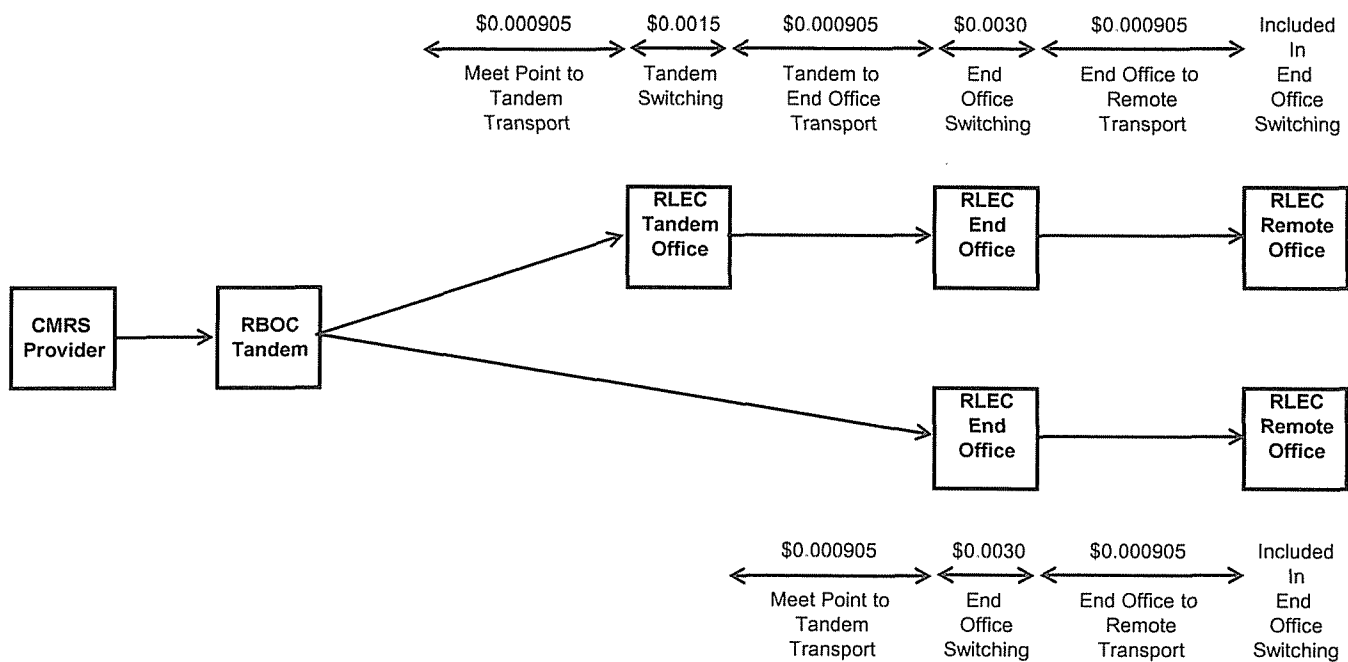 $0.000905 $0.0015 $0.000905 $0.0030 $0.000905 Included
In
Meet Point to Tandem Tandem to End End Office to End
Tandem Switching End Office Office Remote Office
Transport Transport Switching Transport Switching
RLEC RLEC RLEC
Tandem End Remote
Office Office Office
CMRS RBOC
Provider Tandem
RLEC RLEC
End Remote
Office Office
$0.000905 $0.0030 $0.000905 Included
In
Meet Point to End End Office to End
Tandem Office Remote Office
Transport Switching Transport Switching